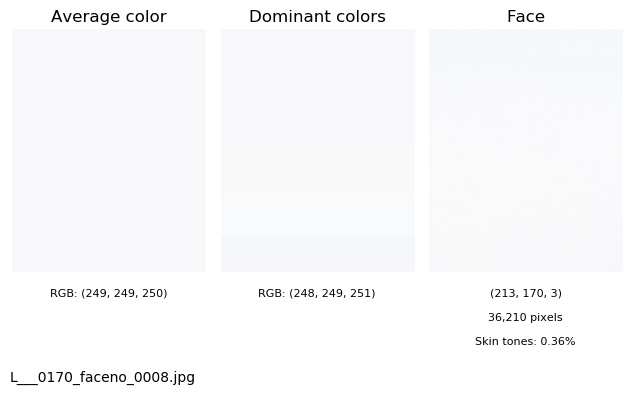 Average color
Dominant colors
Face
RGB: (249, 249, 250)
RGB: (248, 249, 251)
(213, 170, 3)
36,210 pixels
Skin tones: 0.36%
L___0170_faceno_0008.jpg